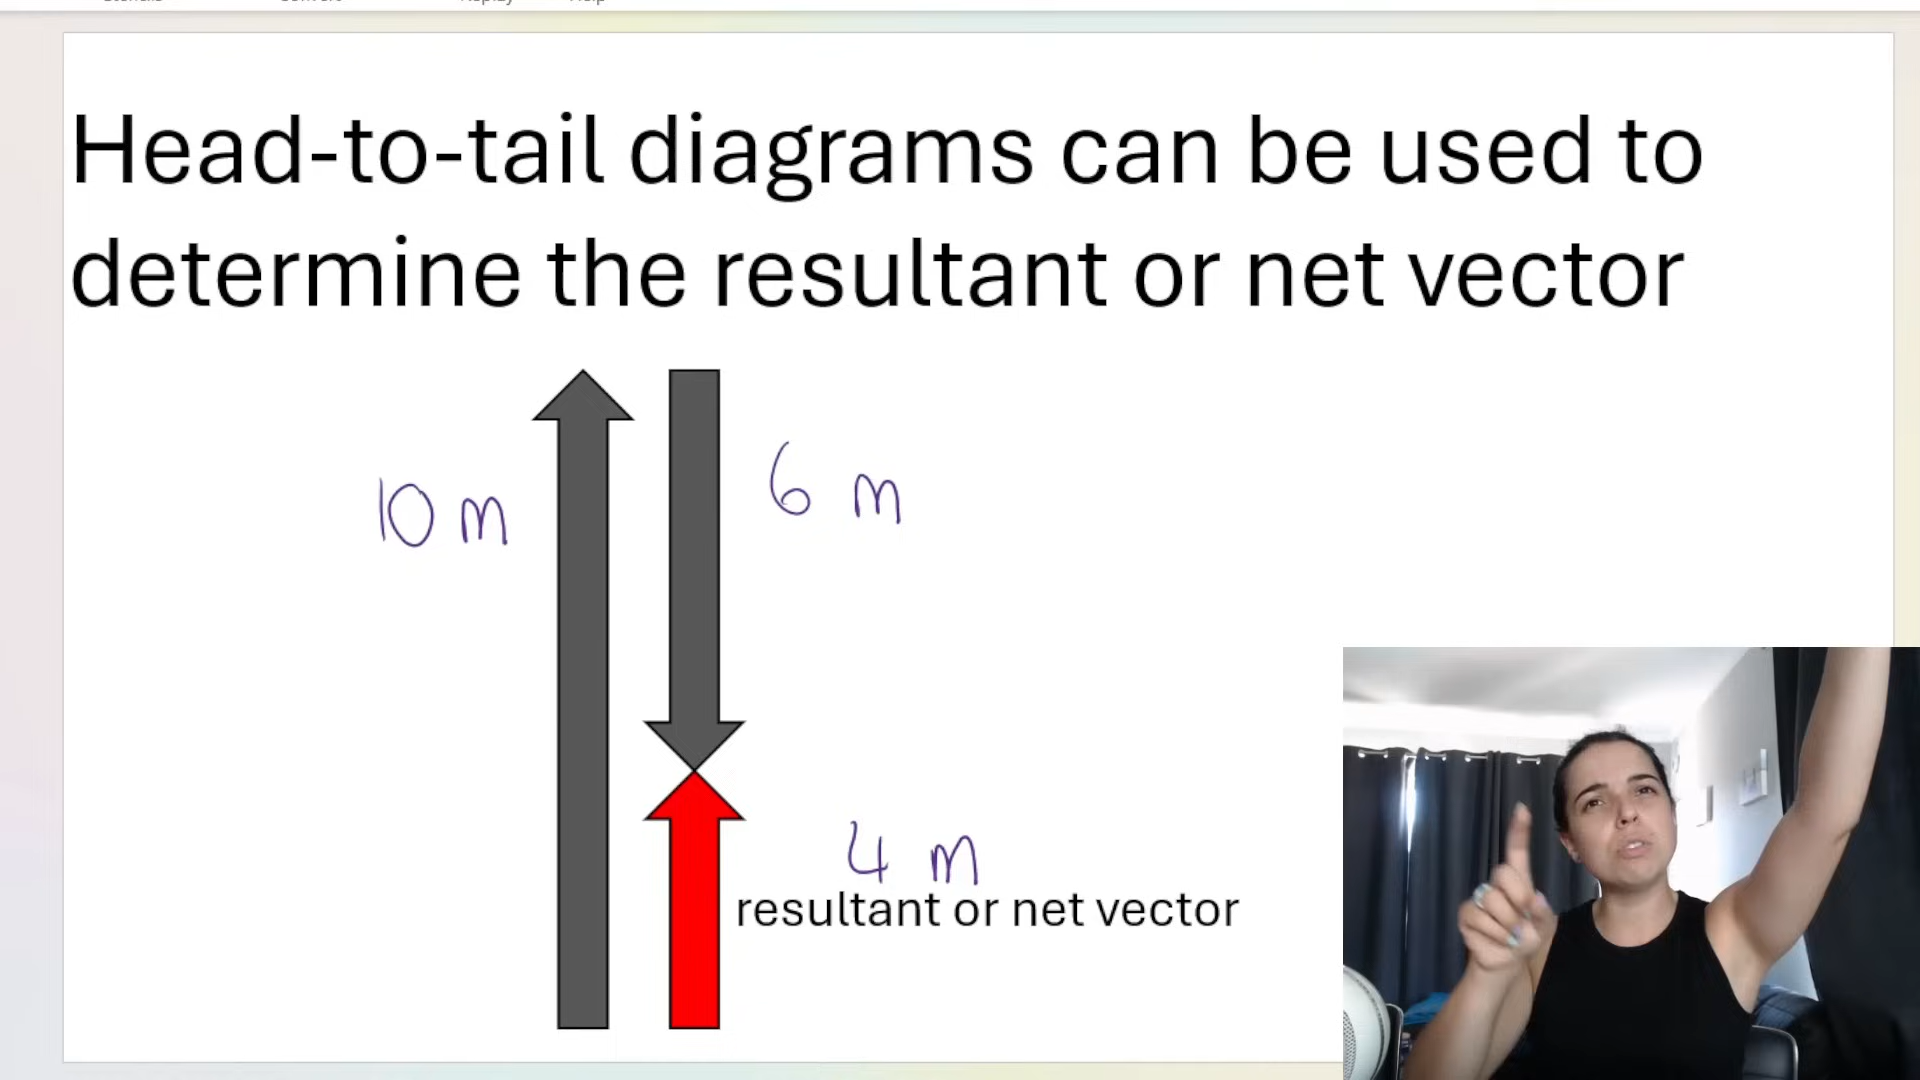 Head-to-tail diagrams can be used to
determine the resultant or net vector
10 m
6 m
4 m
resultant or net vector